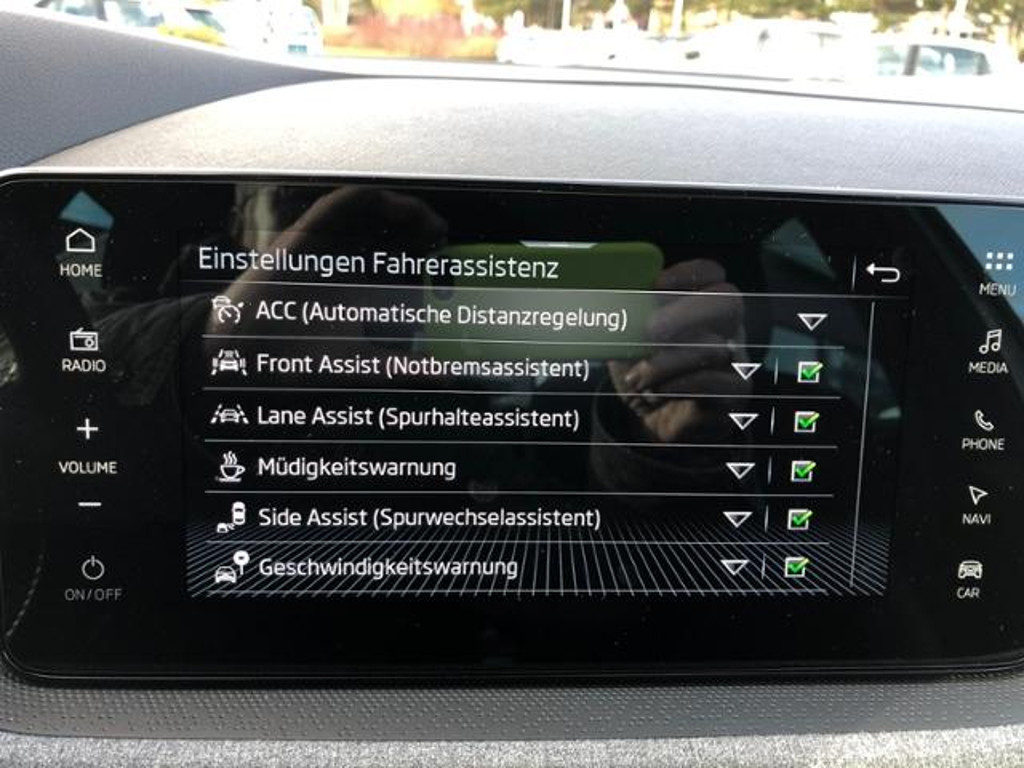 HOME
RADIO
+
VOLUME
−
ON/OFF
Einstellungen Fahrerassistenz
ACC (Automatische Distanzregelung)
Front Assist (Notbremsassistent)
Lane Assist (Spurhalteassistent)
Müdigkeitswarnung
Side Assist (Spurwechselassistent)
Geschwindigkeitswarnung
MENU
MEDIA
PHONE
NAVI
CAR